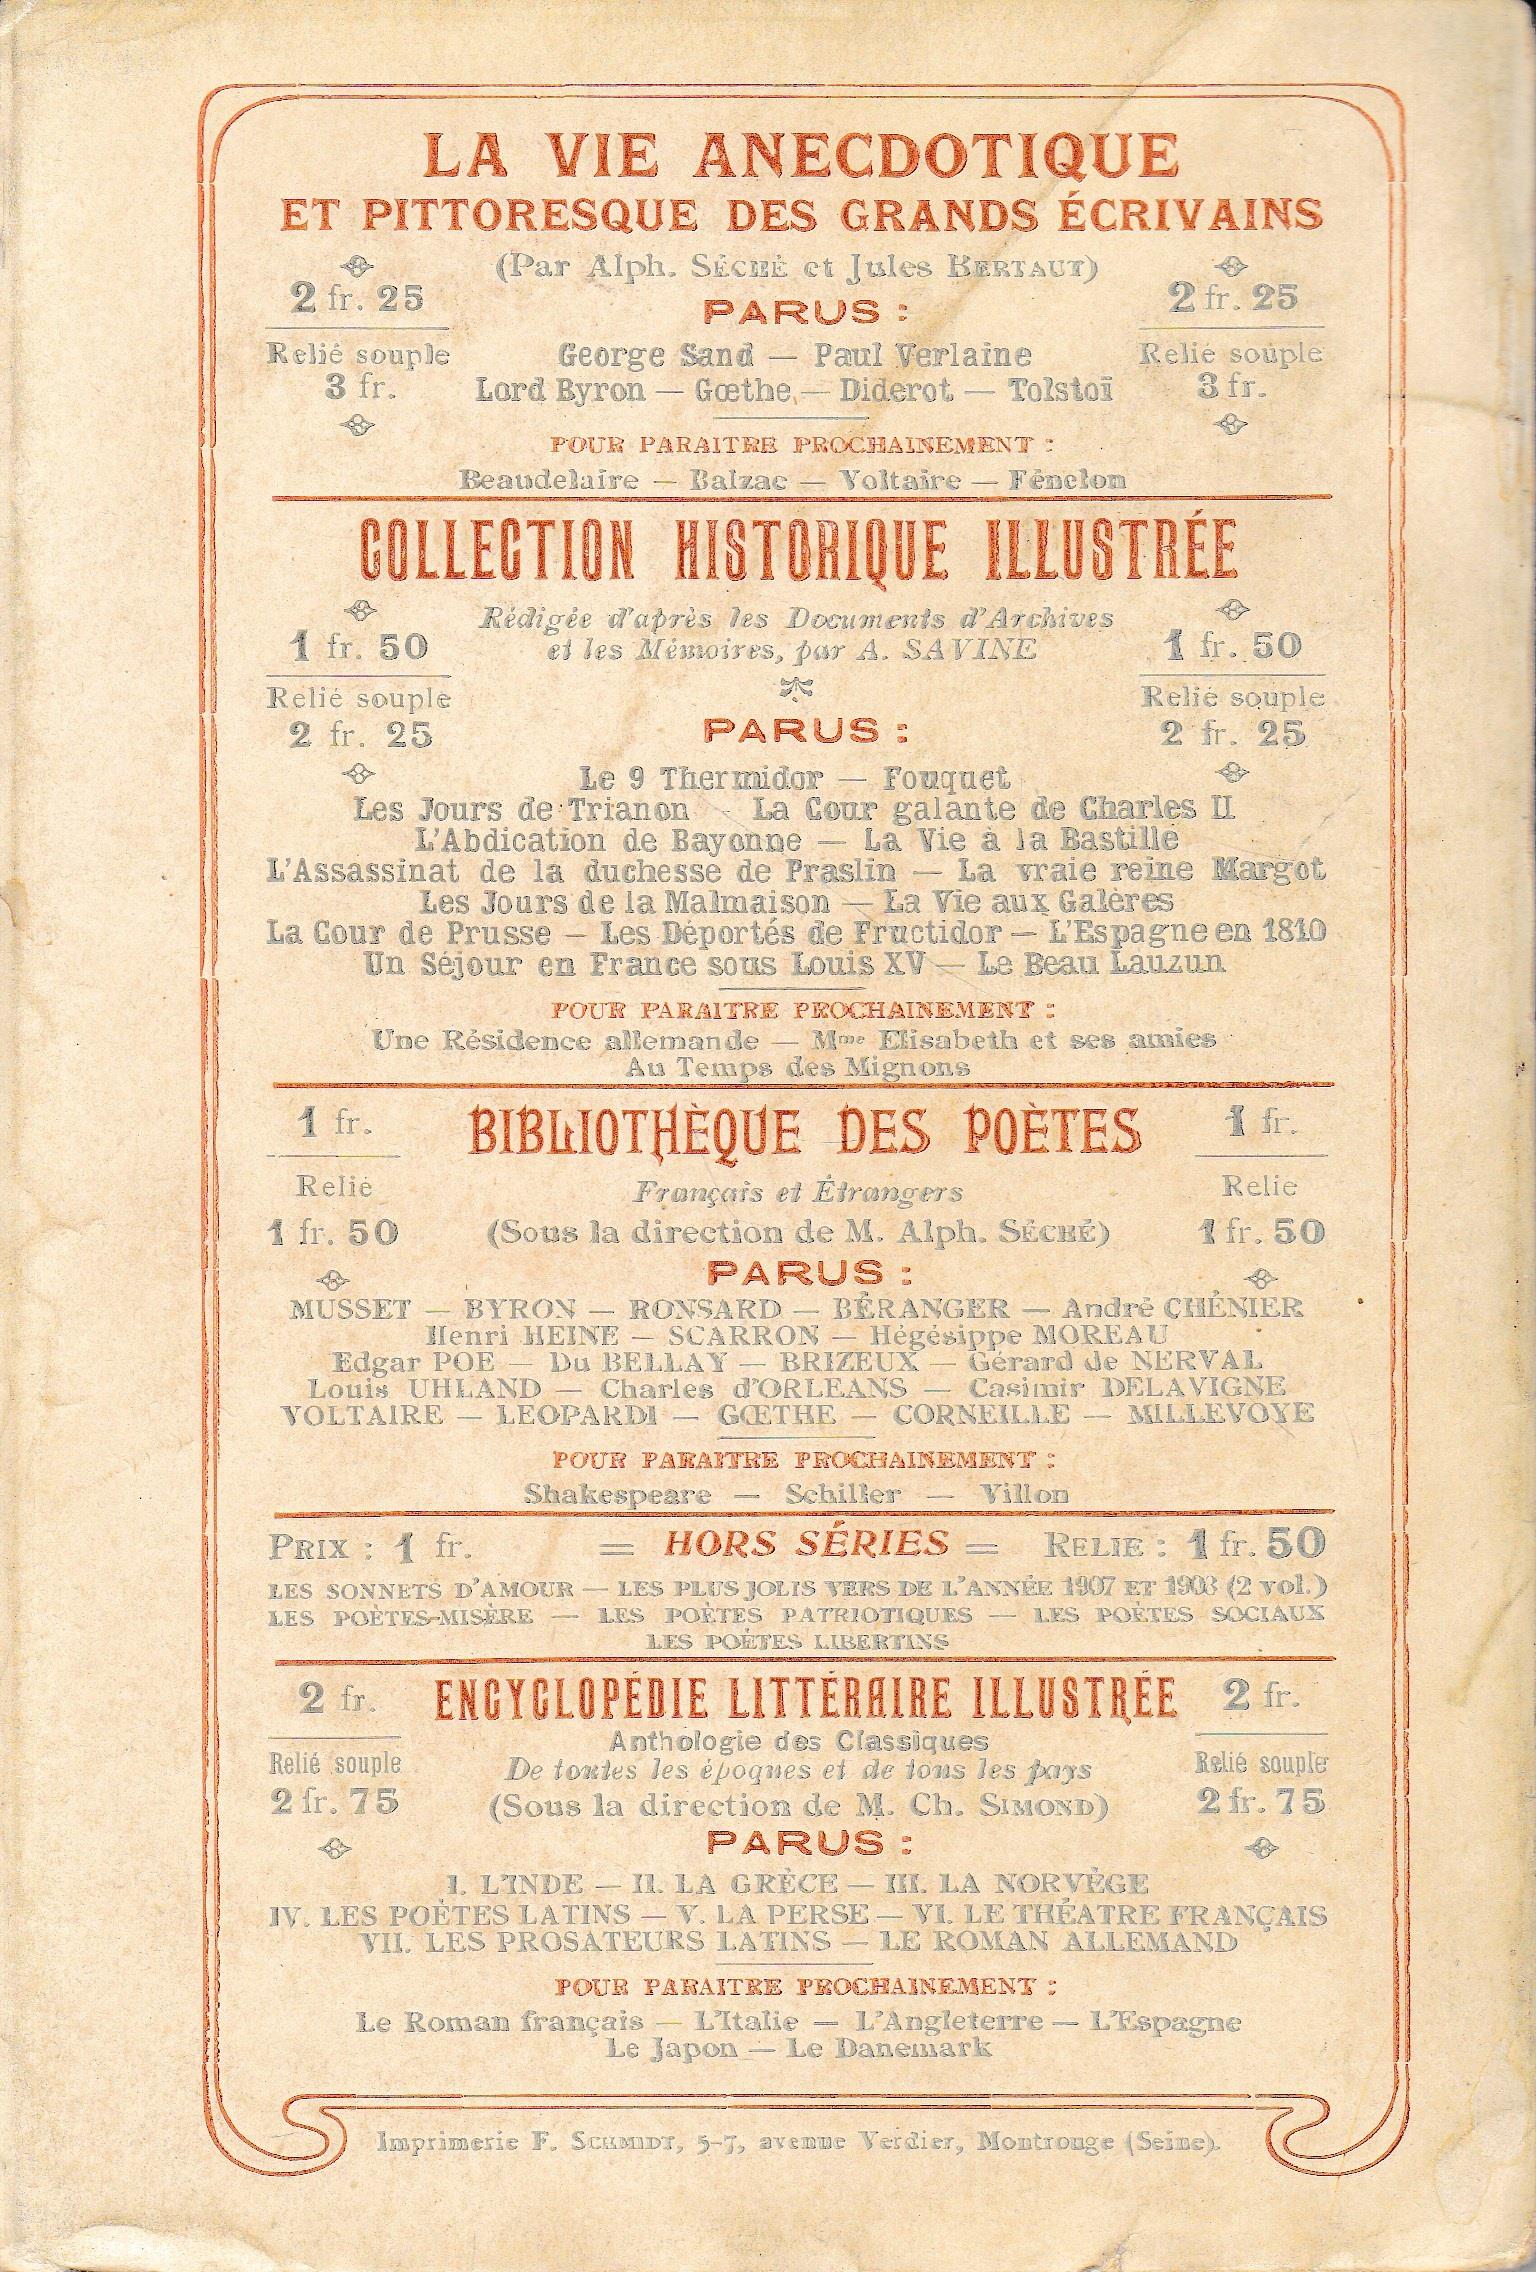 LA VIE ANECDOTIQUE
ET PITTORESQUE DES GRANDS ÉCRIVAINS
(Par Alph. SÉCHÉ et Jules BERTAUT)
2 fr. 25
2 fr. 25
PARUS :
Relié souple
George Sand — Paul Verlaine
Relié souple
3 fr.
Lord Byron — Gœthe — Diderot — Tolstoï
3 fr.
POUR PARAITRE PROCHAINEMENT :
Beaudelaire — Balzac — Voltaire — Fénelon
COLLECTION HISTORIQUE ILLUSTRÉE
Rédigée d'après les Documents d'Archives
1 fr. 50
et les Mémoires, par A. SAVINE
1 fr. 50
Relié souple
Relié souple
2 fr. 25
PARUS :
2 fr. 25
Le 9 Thermidor — Fouquet
Les Jours de Trianon - La Cour galante de Charles II
L'Abdication de Bayonne — La Vie à la Bastille
L'Assassinat de la duchesse de Praslin — La vraie reine Margot
Les Jours de la Malmaison — La Vie aux Galères
La Cour de Prusse — Les Déportés de Fructidor — L'Espagne en 1810
Un Séjour en France sous Louis XV — Le Beau Lauzun
POUR PARAITRE PROCHAINEMENT :
Une Résidence allemande — Mme Elisabeth et ses amies
Au Temps des Mignons
1 fr.
BIBLIOTHÈQUE DES POÈTES
1 fr.
Relié
Français et Étrangers
Relie
1 fr. 50
(Sous la direction de M. Alph. SÉCHÉ)
1 fr. 50
PARUS :
MUSSET — BYRON — RONSARD — BÉRANGER — André CHÉNIER
Henri HEINE — SCARRON — Hégésippe MOREAU
Edgar POE — Du BELLAY — BRIZEUX — Gérard de NERVAL
Louis UHLAND — Charles d'ORLEANS — Casimir DELAVIGNE
VOLTAIRE — LEOPARDI — GŒTHE — CORNEILLE — MILLEVOYE
POUR PARAITRE PROCHAINEMENT :
Shakespeare — Schiller — Villon
PRIX : 1 fr. = HORS SÉRIES = RELIE : 1 fr. 50
LES SONNETS D'AMOUR — LES PLUS JOLIS VERS DE L'ANNÉE 1907 ET 1908 (2 vol.)
LES POÈTES-MISÈRE — LES POÈTES PATRIOTIQUES — LES POÈTES SOCIAUX
LES POÈTES LIBERTINS
2 fr.
ENCYCLOPÉDIE LITTÉRAIRE ILLUSTRÉE
2 fr.
Anthologie des Classiques
Relié souple
De toutes les époques et de tous les pays
Relié souple
2 fr. 75
(Sous la direction de M. Ch. SIMOND)
2 fr. 75
PARUS :
I. L'INDE — II. LA GRÈCE — III. LA NORVÈGE
IV. LES POÈTES LATINS — V. LA PERSE — VI. LE THÉATRE FRANÇAIS
VII. LES PROSATEURS LATINS — LE ROMAN ALLEMAND
POUR PARAITRE PROCHAINEMENT :
Le Roman français — L'Italie — L'Angleterre — L'Espagne
Le Japon — Le Danemark
Imprimerie F. SCHMIDT, 5-7, avenue Verdier, Montrouge (Seine).